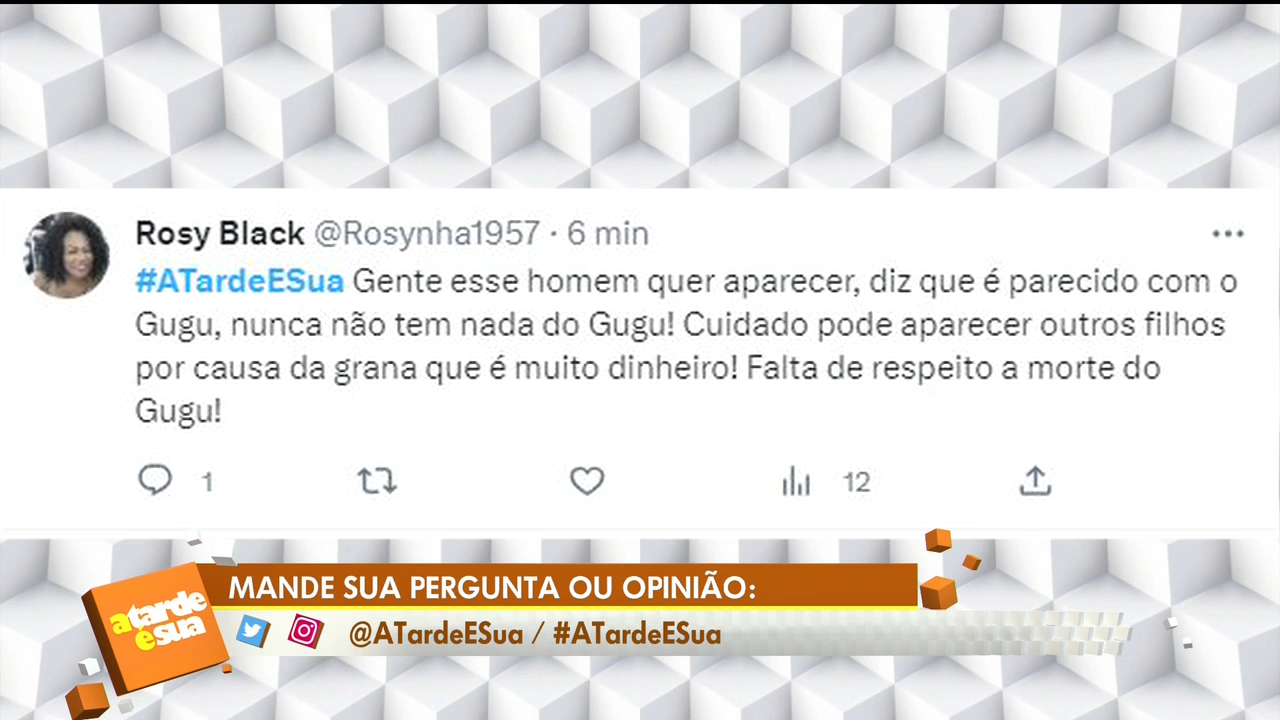 Rosy Black @Rosynha1957 · 6 min
#ATardeESua Gente esse homem quer aparecer, diz que é parecido com o
Gugu, nunca não tem nada do Gugu! Cuidado pode aparecer outros filhos
por causa da grana que é muito dinheiro! Falta de respeito a morte do
Gugu!
1
12
MANDE SUA PERGUNTA OU OPINIÃO:
a tarde
é sua
@ATardeESua / #ATardeESua